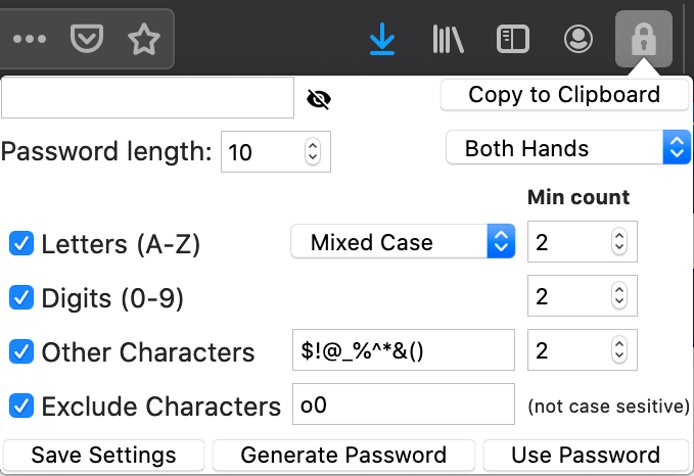 Copy to Clipboard
Password length: 10 Both Hands
Min count
Letters (A-Z) Mixed Case 2
Digits (0-9) 2
Other Characters $!@_%^*&() 2
Exclude Characters o0 (not case sesitive)
Save Settings Generate Password Use Password